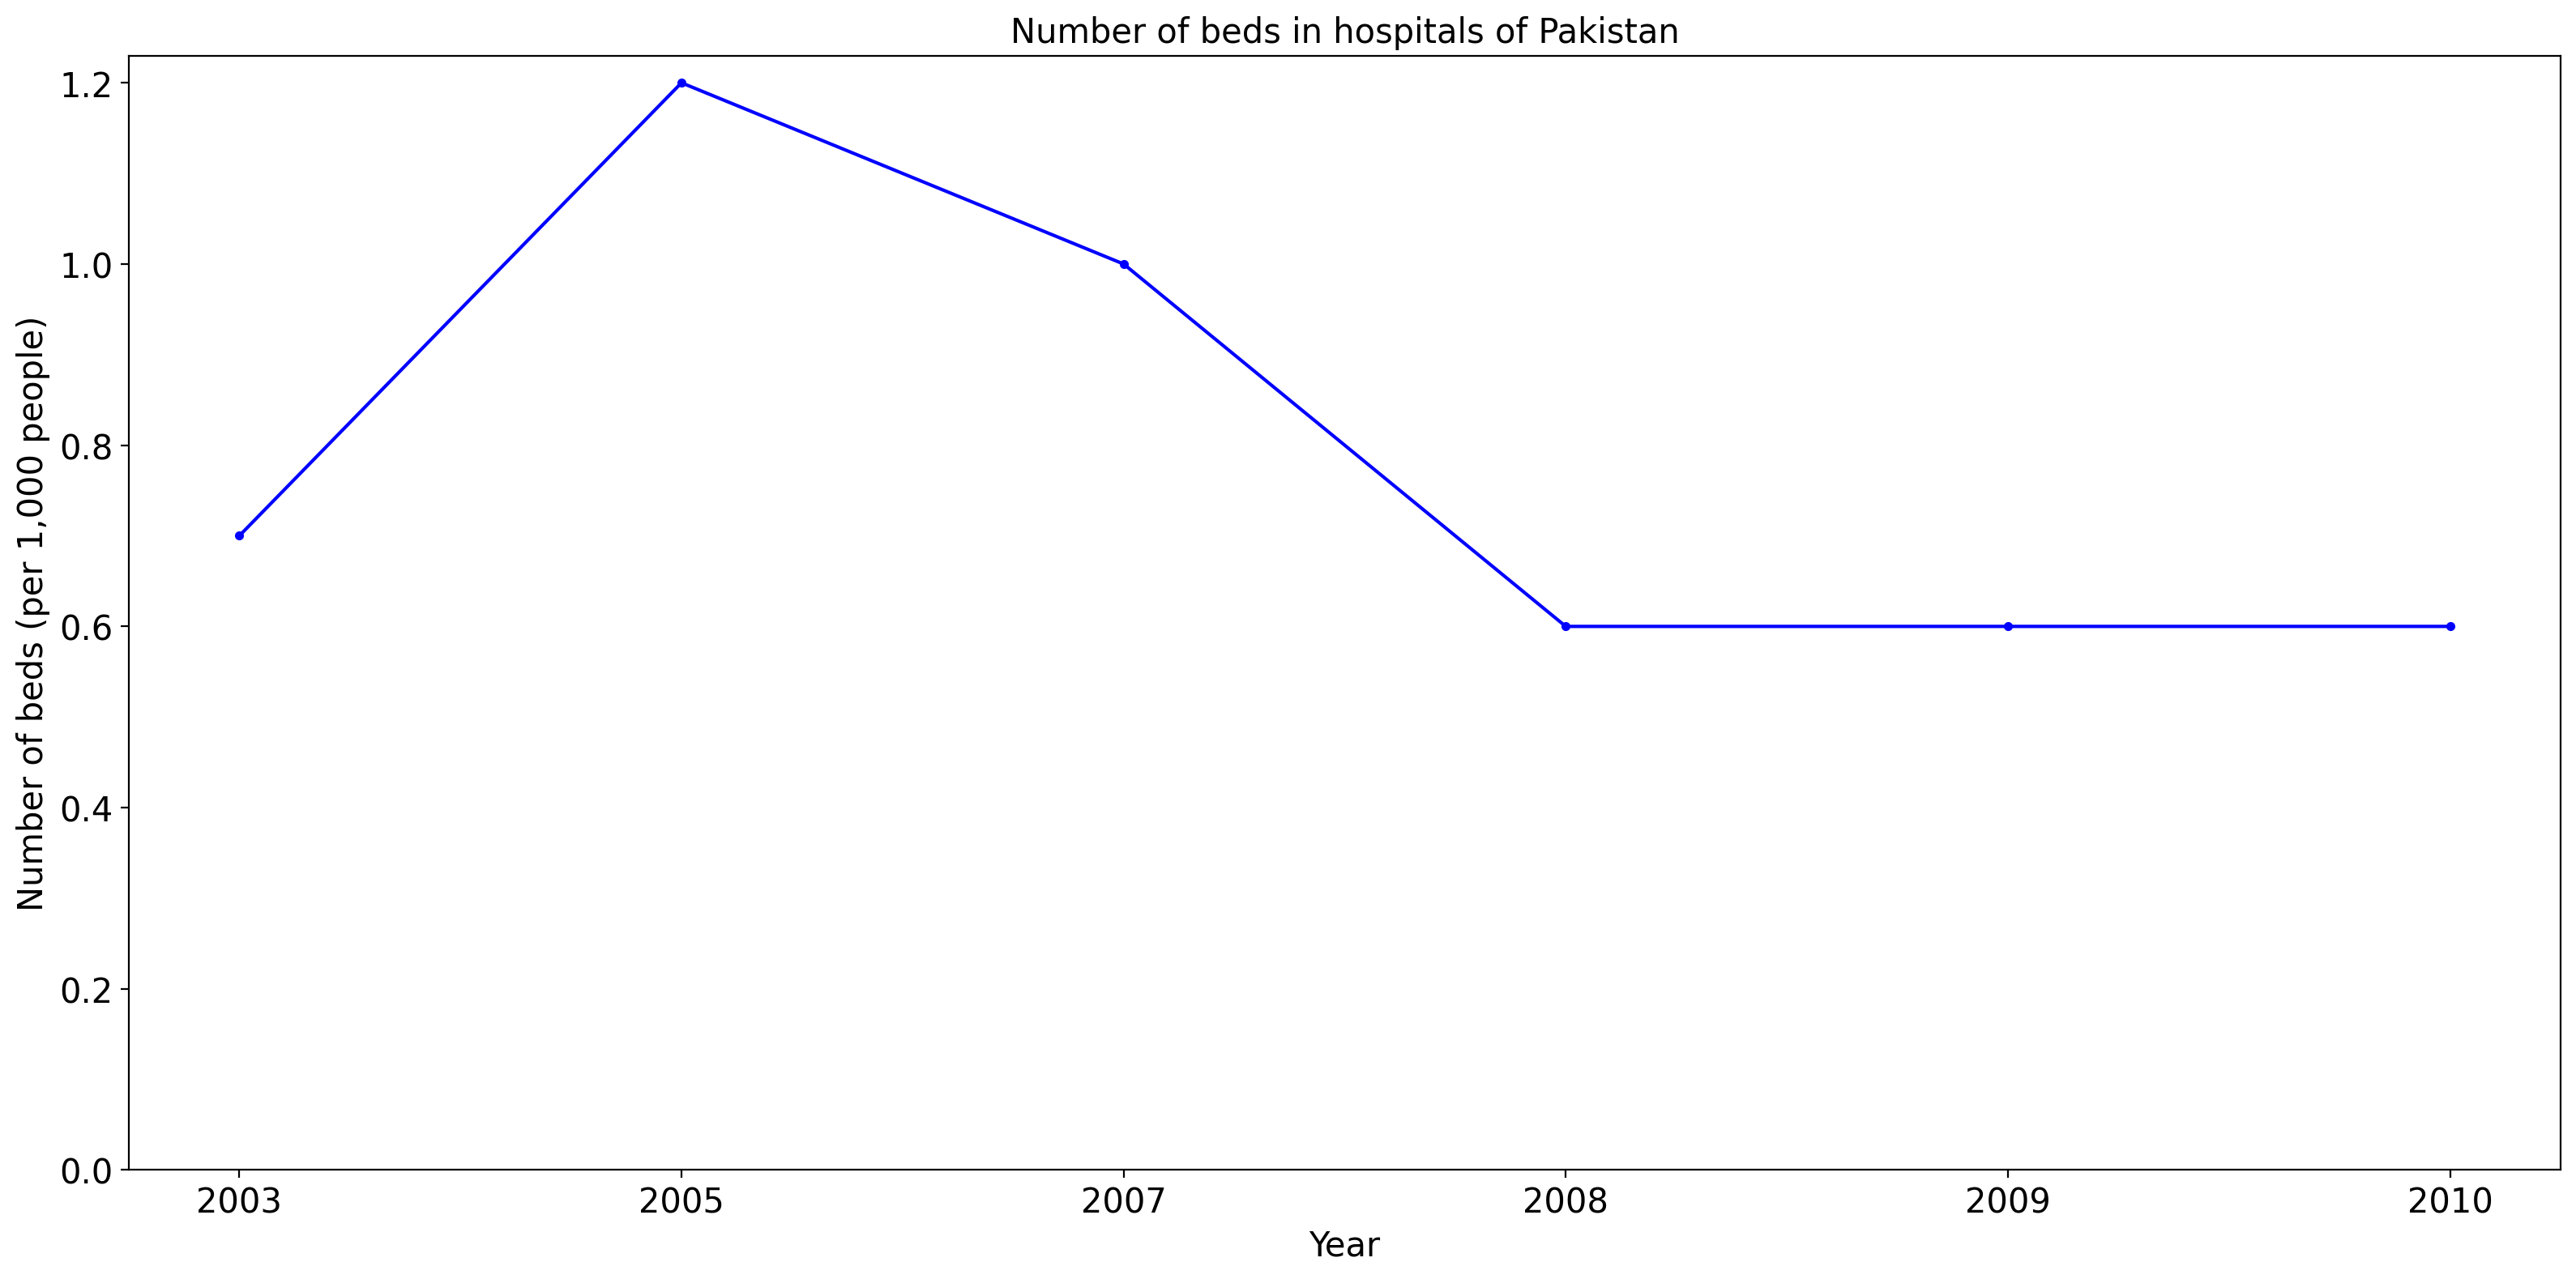 Number of beds in hospitals of Pakistan
Number of beds (per 1,000 people)
1.2
1.0
0.8
0.6
0.4
0.2
0.0
2003 2005 2007 2008 2009 2010
Year